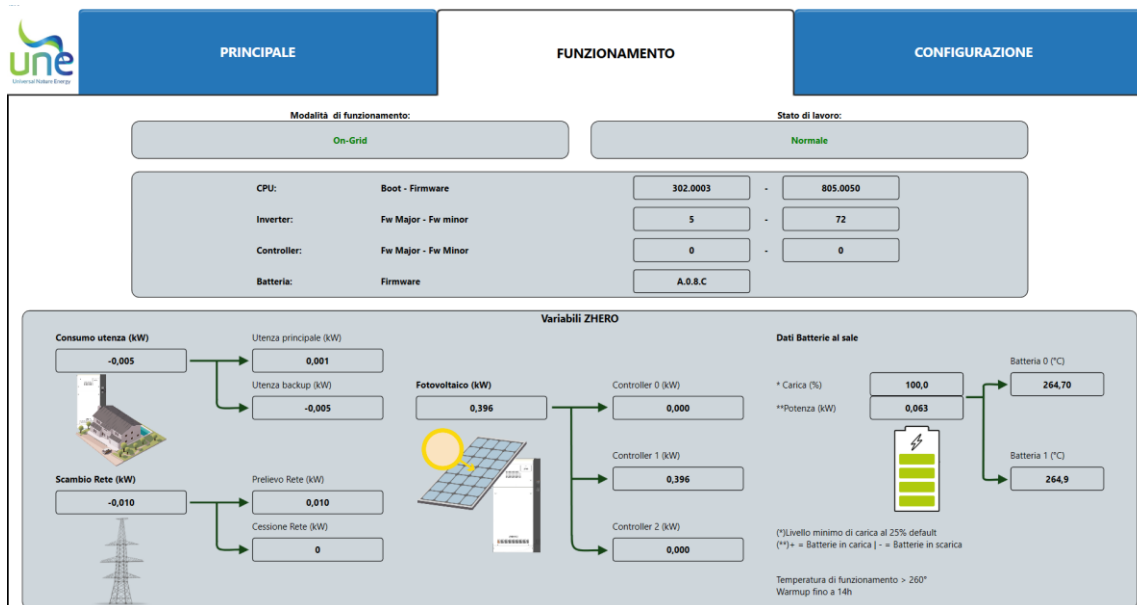 une
Universal Nature Energy
PRINCIPALE
FUNZIONAMENTO
CONFIGURAZIONE
Modalità di funzionamento:
Stato di lavoro:
On-Grid
Normale
CPU: Boot - Firmware 302.0003 - 805.0050
Inverter: Fw Major - Fw minor 5 - 72
Controller: Fw Major - Fw Minor 0 - 0
Batteria: Firmware A.0.8.C
Variabili ZHERO
Consumo utenza (kW)
-0,005
Utenza principale (kW)
0,001
Utenza backup (kW)
-0,005
Scambio Rete (kW)
-0,010
Prelievo Rete (kW)
0,010
Cessione Rete (kW)
0
Fotovoltaico (kW)
0,396
Controller 0 (kW)
0,000
Controller 1 (kW)
0,396
Controller 2 (kW)
0,000
Dati Batterie al sale
* Carica (%) 100,0
**Potenza (kW) 0,063
Batteria 0 (°C)
264,70
Batteria 1 (°C)
264,9
(*)Livello minimo di carica al 25% default
(**)+ = Batterie in carica | - = Batterie in scarica
Temperatura di funzionamento > 260°
Warmup fino a 14h